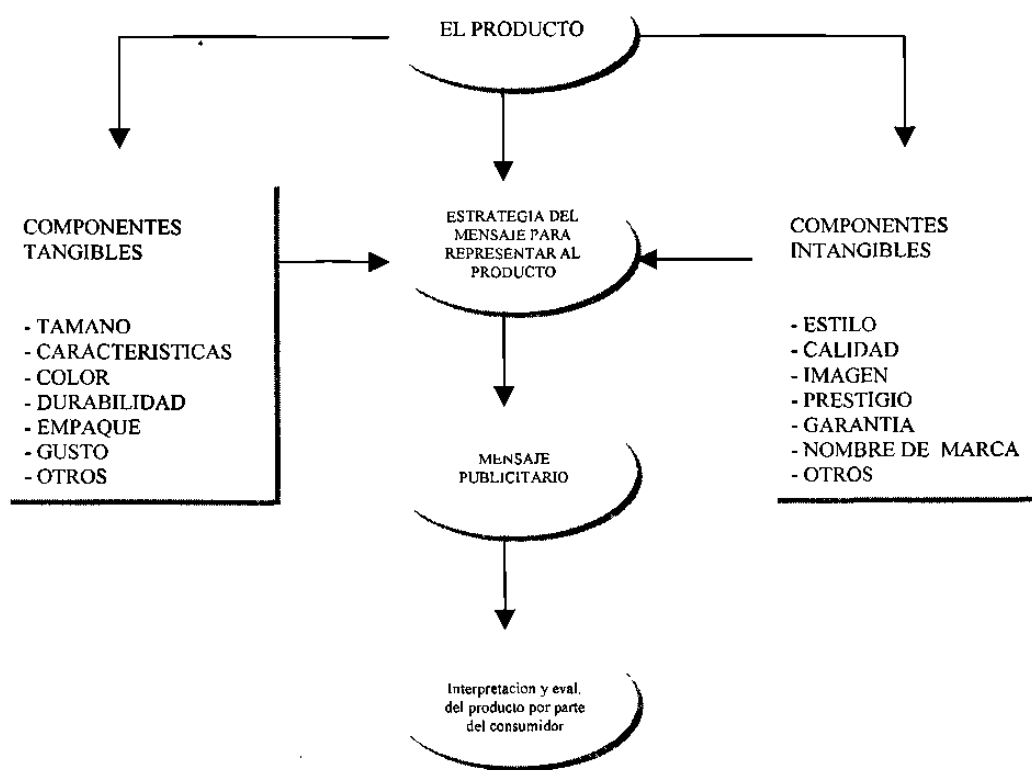 EL PRODUCTO
COMPONENTES
TANGIBLES
- TAMANO
- CARACTERISTICAS
- COLOR
- DURABILIDAD
- EMPAQUE
- GUSTO
- OTROS
ESTRATEGIA DEL
MENSAJE PARA
REPRESENTAR AL
PRODUCTO
COMPONENTES
INTANGIBLES
- ESTILO
- CALIDAD
- IMAGEN
- PRESTIGIO
- GARANTIA
- NOMBRE DE MARCA
- OTROS
MENSAJE
PUBLICITARIO
Interpretacion y eval.
del producto por parte
del consumidor